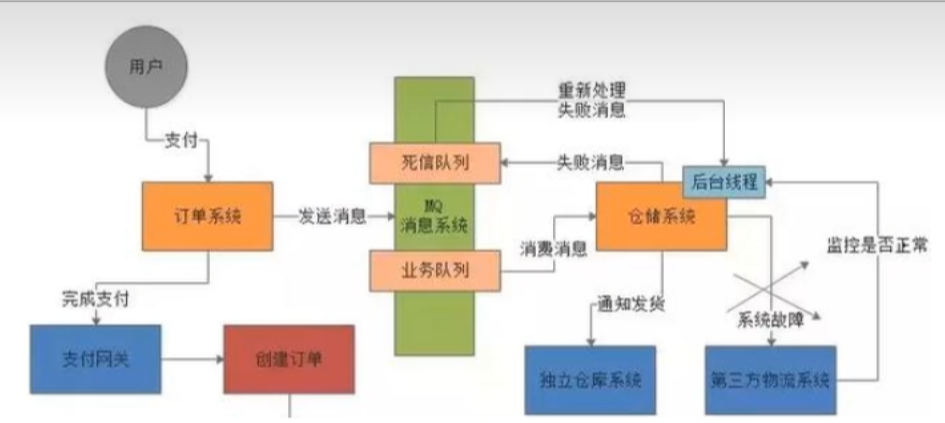 用户
支付
订单系统
发送消息
完成支付
支付网关
创建订单
死信队列
MQ
消息系统
业务队列
重新处理
失败消息
失败消息
后台线程
仓储系统
消费消息
监控是否正常
通知发货
系统故障
独立仓库系统
第三方物流系统